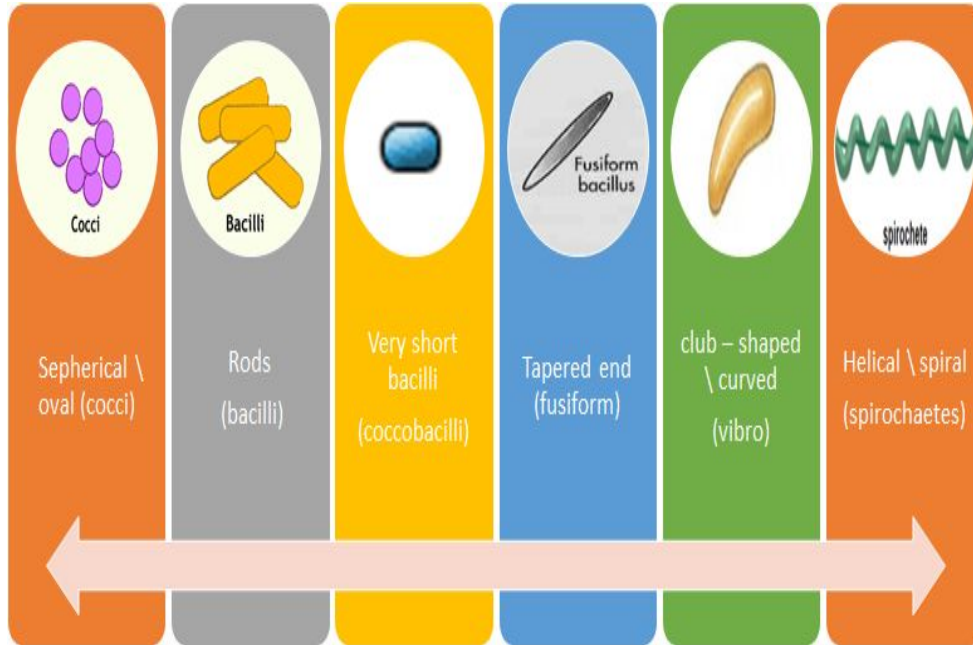 Cocci
Bacilli
Fusiform
bacillus
spirochete
Sepherical \
oval (cocci)
Rods
(bacilli)
Very short
bacilli
(coccobacilli)
Tapered end
(fusiform)
club – shaped
\ curved
(vibro)
Helical \ spiral
(spirochaetes)